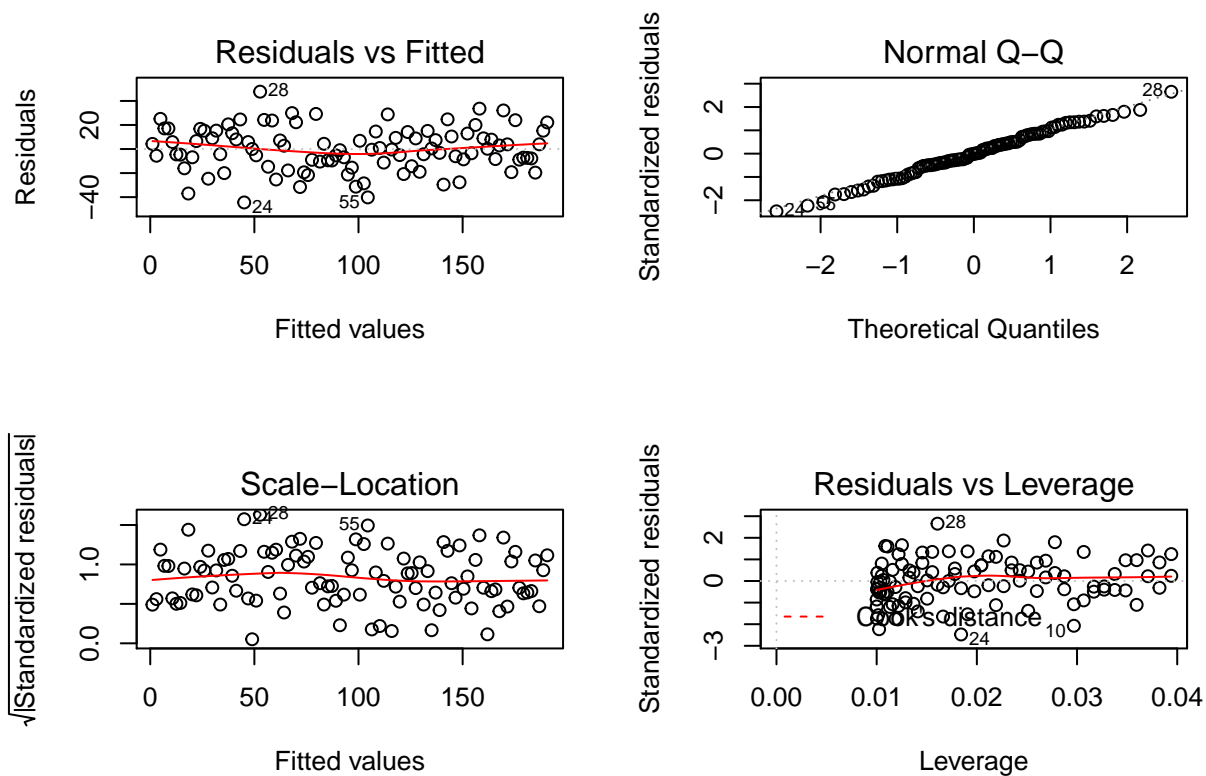 Residuals vs Fitted
Residuals
20
−40
28
24
55
0 50 100 150
Fitted values
Normal Q−Q
Standardized residuals
2
0
−2
28
24
55
−2 −1 0 1 2
Theoretical Quantiles
Scale−Location
√|Standardized residuals|
1.0
0.0
24
28
55
0 50 100 150
Fitted values
Residuals vs Leverage
Standardized residuals
2
0
−3
28
Cook's distance
10
24
0.00 0.01 0.02 0.03 0.04
Leverage